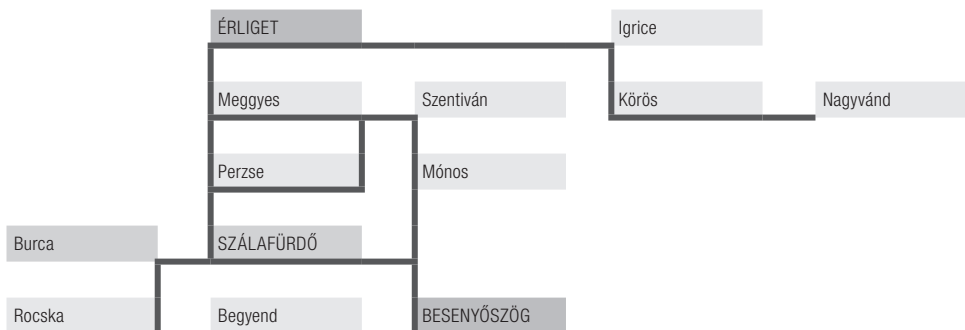 ÉRLIGET Igrice
Meggyes Szentiván Körös Nagyvánd
Perzse Mónos
Burca SZÁLAFÜRDŐ
Rocska Begyend BESENYŐSZÖG